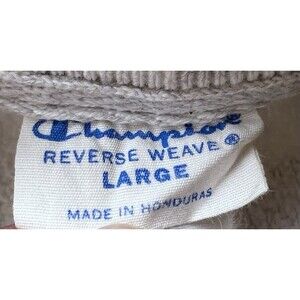 Champion
REVERSE WEAVE®
LARGE
MADE IN HONDURAS